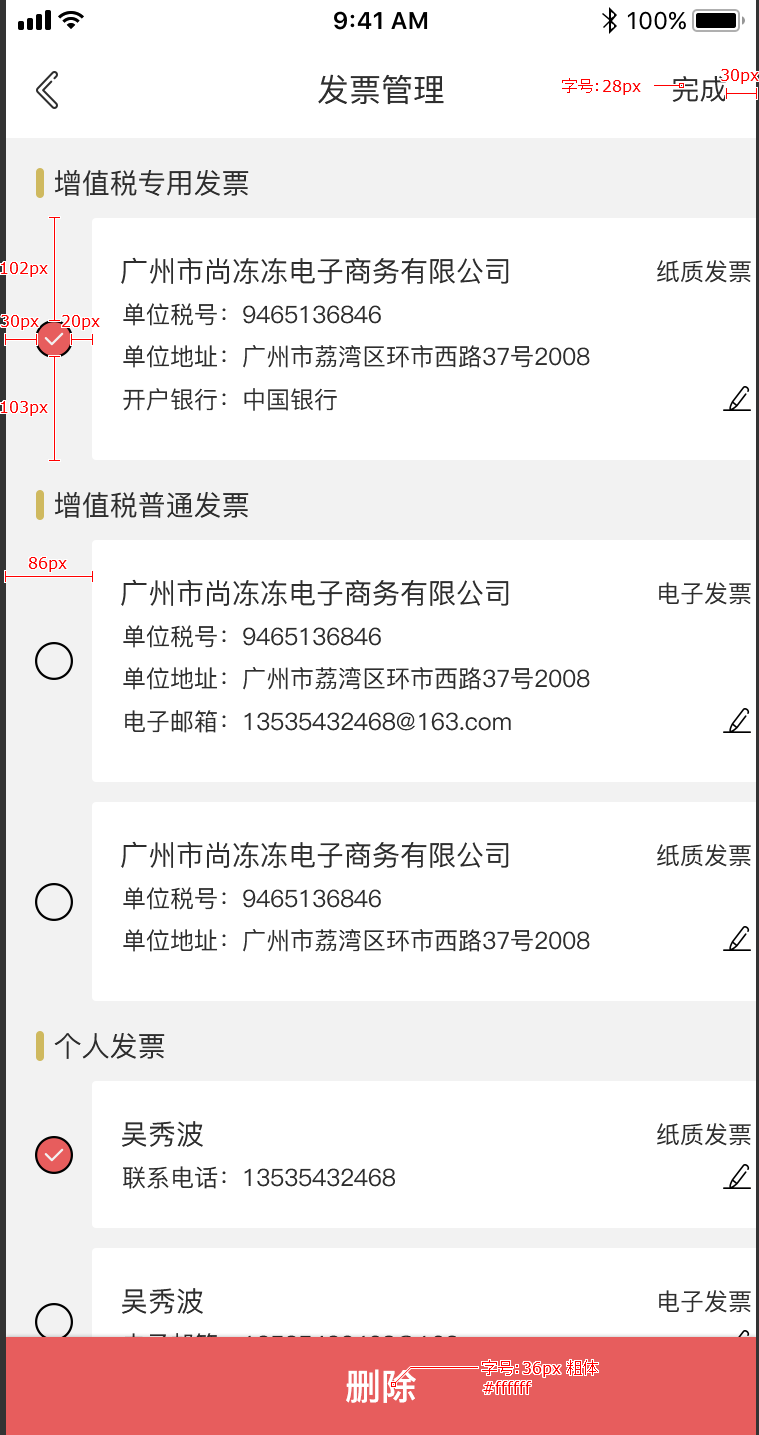 9:41 AM 100%
发票管理 字号:28px 完成 30px
增值税专用发票
102px
广州市尚冻冻电子商务有限公司 纸质发票
单位税号：9465136846
30px 20px
单位地址：广州市荔湾区环市西路37号2008
103px
开户银行：中国银行
增值税普通发票
86px
广州市尚冻冻电子商务有限公司 电子发票
单位税号：9465136846
单位地址：广州市荔湾区环市西路37号2008
电子邮箱：13535432468@163.com
广州市尚冻冻电子商务有限公司 纸质发票
单位税号：9465136846
单位地址：广州市荔湾区环市西路37号2008
个人发票
吴秀波 纸质发票
联系电话：13535432468
吴秀波 电子发票
删除 字号:36px 粗体
#ffffff